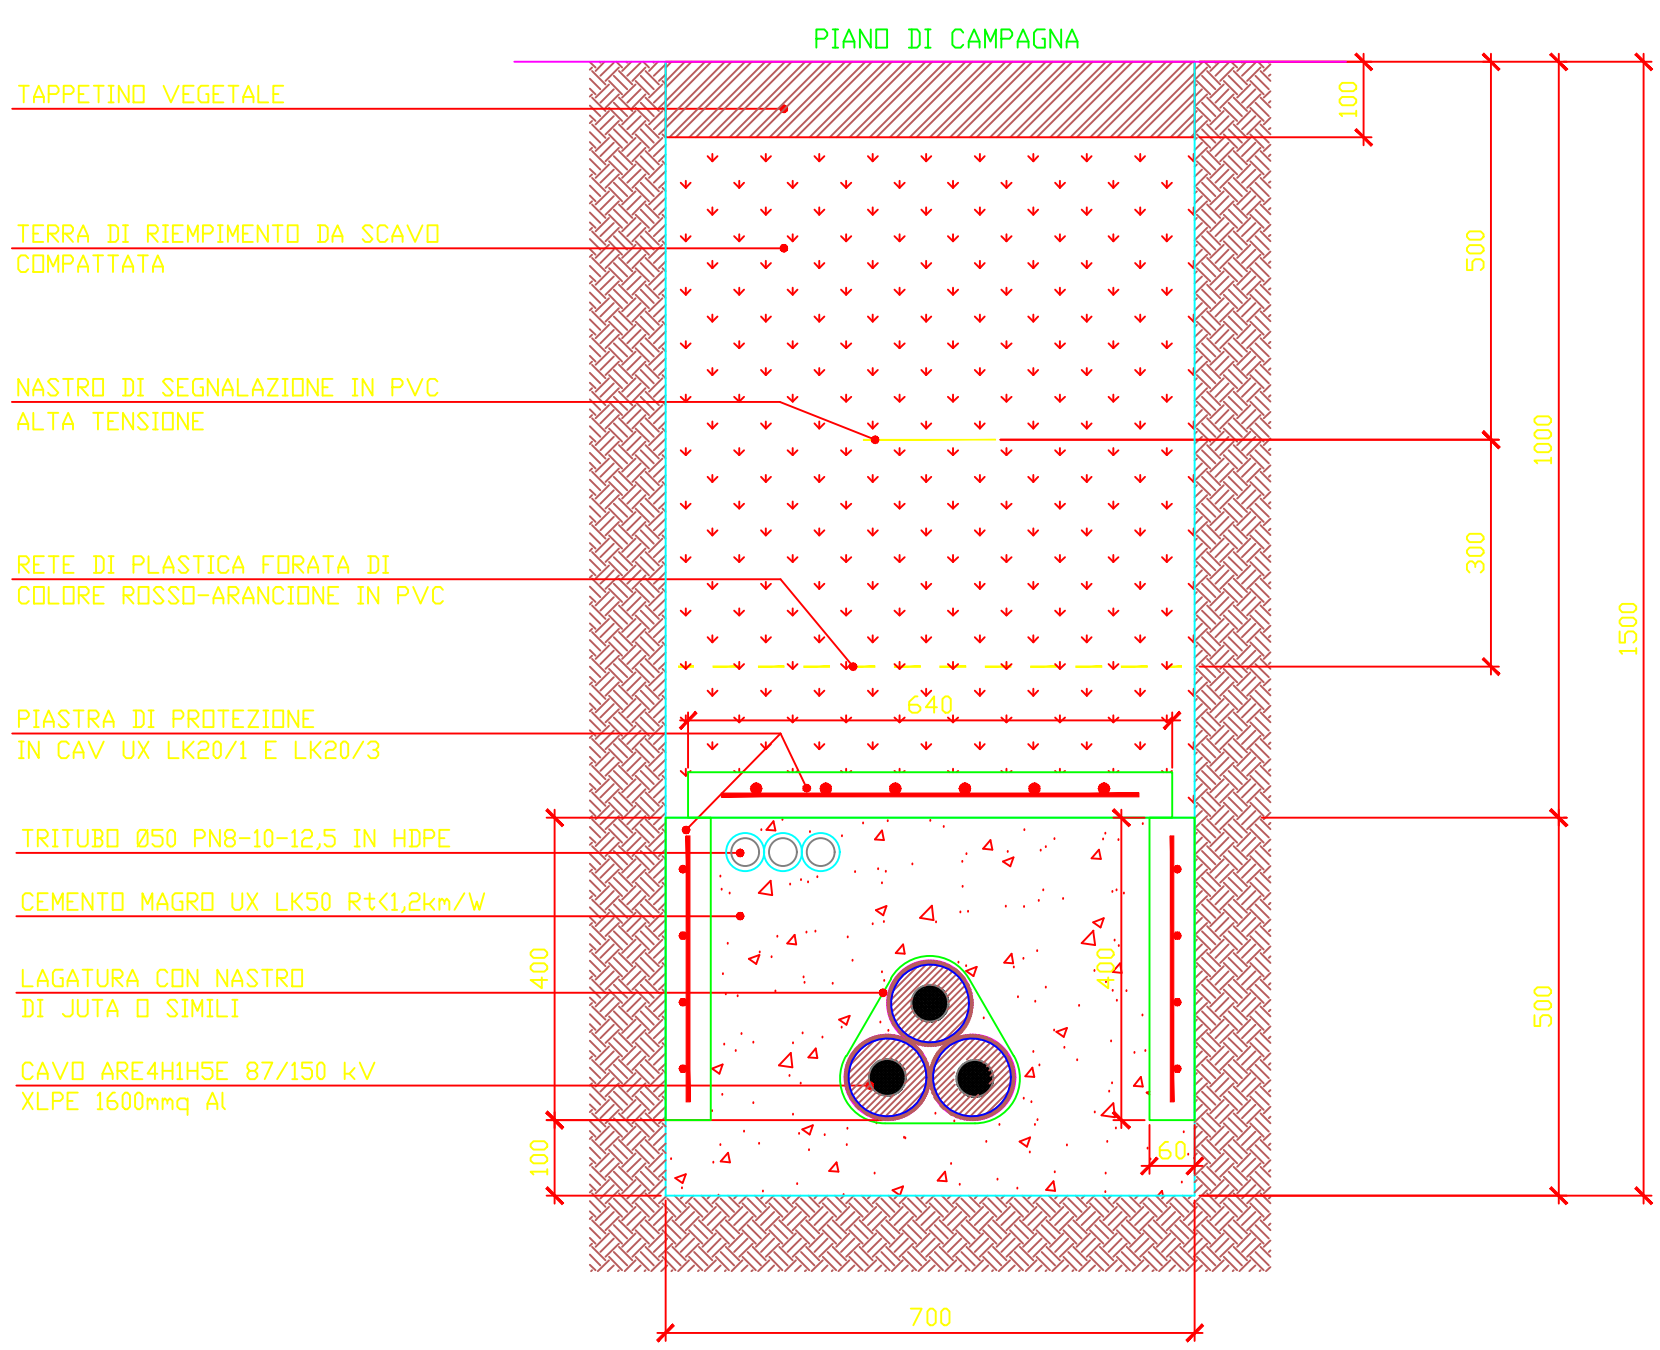 PIANO DI CAMPAGNA
TAPPETINO VEGETALE
100
TERRA DI RIEMPIMENTO DA SCAVO
COMPATTATA
500
NASTRO DI SEGNALAZIONE IN PVC
ALTA TENSIONE
1000
RETE DI PLASTICA FORATA DI
COLORE ROSSO-ARANCIONE IN PVC
300
1500
640
PIASTRA DI PROTEZIONE
IN CAV UX LK20/1 E LK20/3
TRITUBO Ø50 PN8-10-12,5 IN HDPE
CEMENTO MAGRO UX LK50 Rt<1,2km/W
400
400
LAGATURA CON NASTRO
DI JUTA O SIMILI
500
CAVO ARE4H1H5E 87/150 kV
XLPE 1600mmq Al
100
60
700